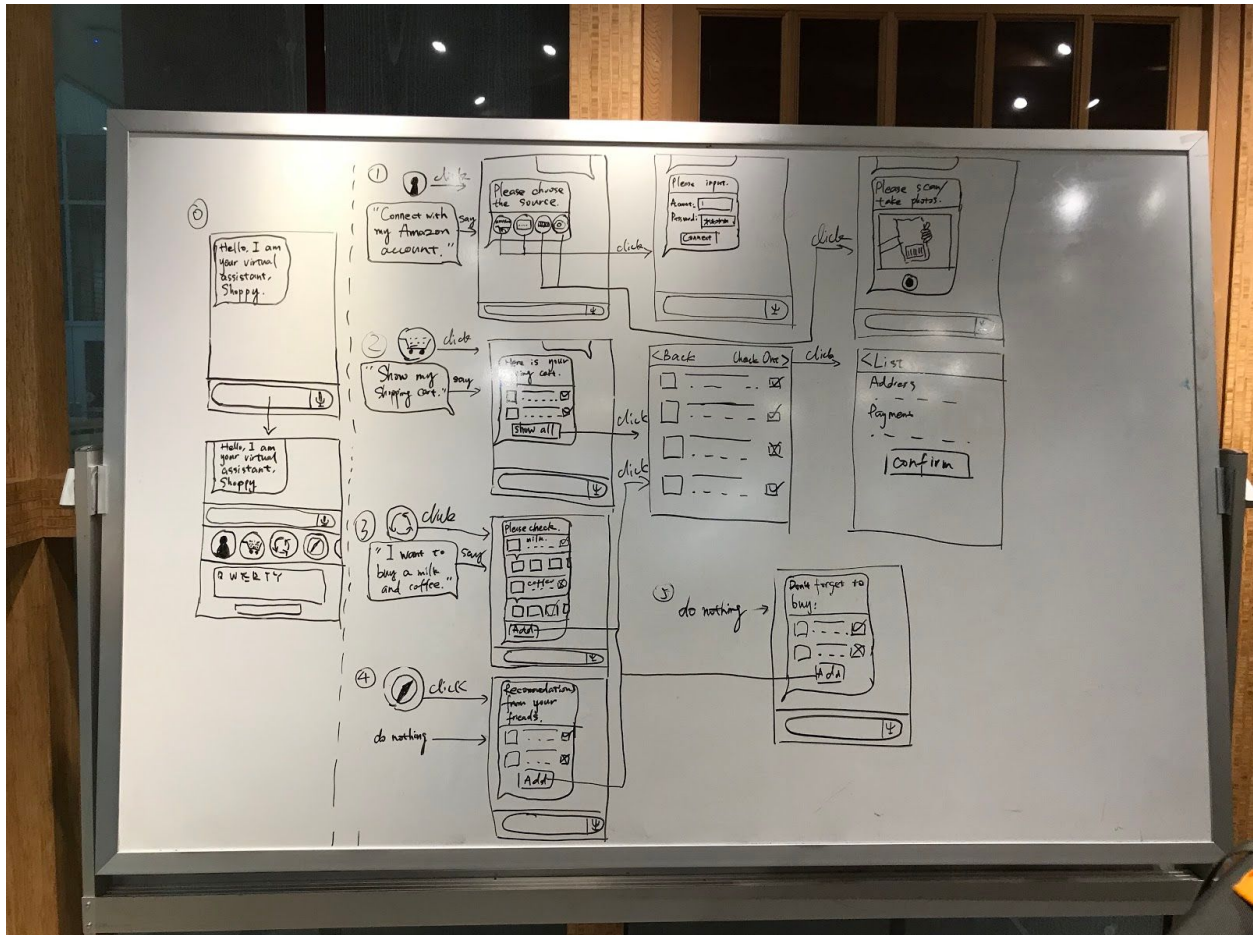 0
Hello, I am
your virtual
assistant,
Shoppy.
Hello, I am
your virtual
assistant,
Shoppy
Q W E R T Y
1
click
"Connect with
my Amazon
account."
say
Please choose
the source.
click
Please input.
Account:
Password:
Connect
click
Please scan/
take photos.
2
click
"Show my
Shopping cart."
say
Here is your
cart.
show all
click
click
<Back Check Out>
click
<List
Address
Payment
Confirm
3
click
"I want to
buy a milk
and coffee."
say
Please check.
milk
coffee
Add
4
click
do nothing
Recomedations
from your
friends.
Add
5
do nothing
Don't forget to
buy:
Add